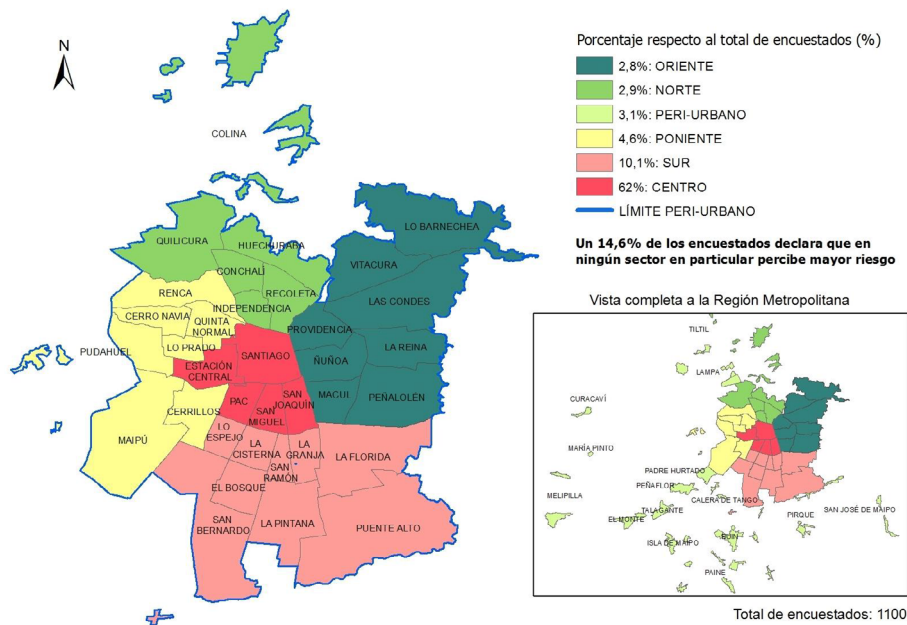 N
COLINA
QUILICURA
HUECHURABA
CONCHALÍ
RECOLETA
RENCA
INDEPENDENCIA
CERRO NAVIA
QUINTA
NORMAL
LO PRADO
PUDAHUEL
ESTACIÓN
CENTRAL
SANTIAGO
LO BARNECHEA
VITACURA
LAS CONDES
PROVIDENCIA
LA REINA
ÑUÑOA
MACUL
PEÑALOLÉN
PAC
SAN
JOAQUÍN
SAN
MIGUEL
CERRILLOS
MAIPÚ
LO
ESPEJO
LA
CISTERNA
LA
GRANJA
SAN
RAMÓN
LA FLORIDA
EL BOSQUE
SAN
BERNARDO
LA PINTANA
PUENTE ALTO
Porcentaje respecto al total de encuestados (%)
2,8%: ORIENTE
2,9%: NORTE
3,1%: PERI-URBANO
4,6%: PONIENTE
10,1%: SUR
62%: CENTRO
LÍMITE PERI-URBANO
Un 14,6% de los encuestados declara que en
ningún sector en particular percibe mayor riesgo
Vista completa a la Región Metropolitana
TILTIL
LAMPA
CURACAVÍ
MARÍA PINTO
PADRE HURTADO
PEÑAFLOR
MELIPILLA
CALERA DE TANGO
TALAGANTE
EL MONTE
SAN JOSÉ DE MAIPO
PIRQUE
ISLA DE MAIPO
BUIN
PAINE
Total de encuestados: 1100